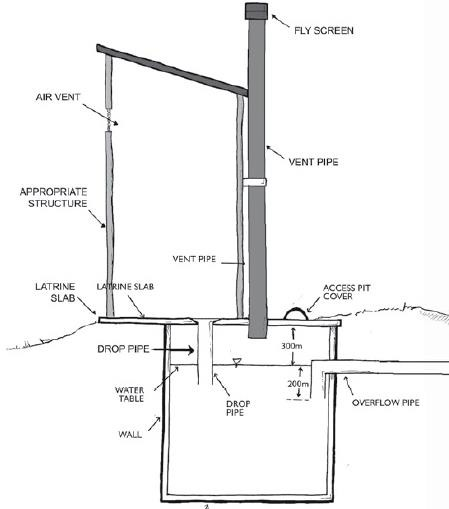 FLY SCREEN
AIR VENT
VENT PIPE
APPROPRIATE
STRUCTURE
VENT PIPE
LATRINE
SLAB
LATRINE SLAB
ACCESS PIT
COVER
DROP PIPE
300m
200m
WATER
TABLE
DROP
PIPE
OVERFLOW PIPE
WALL